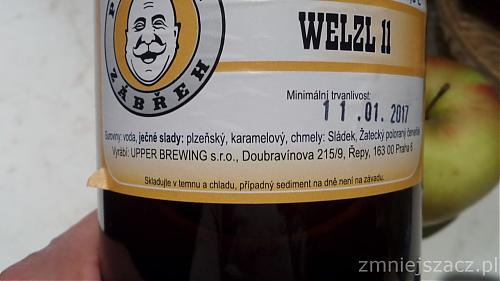 WELZL 11
ZÁBŘEH
Minimální trvanlivost:
11.01.2017
Suroviny: voda, ječné slady: plzeňský, karamelový, chmely: Sládek, Žatecký poloraný červeňák
Vyrábí: UPPER BREWING s.r.o., Doubravínova 215/9, Řepy, 163 00 Praha 6
Skladujte v temnu a chladu, případný sediment na dně není na závadu.
zmniejszacz.pl